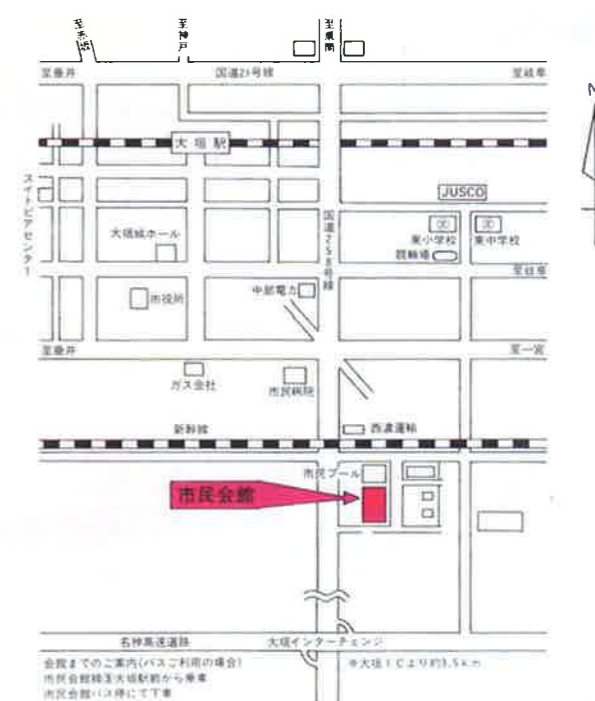 至赤坂
至神戸
至東関
至垂井
国道21号線
至岐阜
N
大垣駅
スイトピアセンター
JUSCO
大垣城ホール
国道258号線
東小学校
東中学校
競輪場
至岐阜
中部電力
市役所
至垂井
至一宮
ガス会社
市民病院
新幹線
西濃運輸
市民プール
市民会館
名神高速道路
大垣インターチェンジ
会館までのご案内(バスご利用の場合)
※大垣ICより約3.5km
市民会館線③大垣駅前から乗車
市民会館バス停にて下車